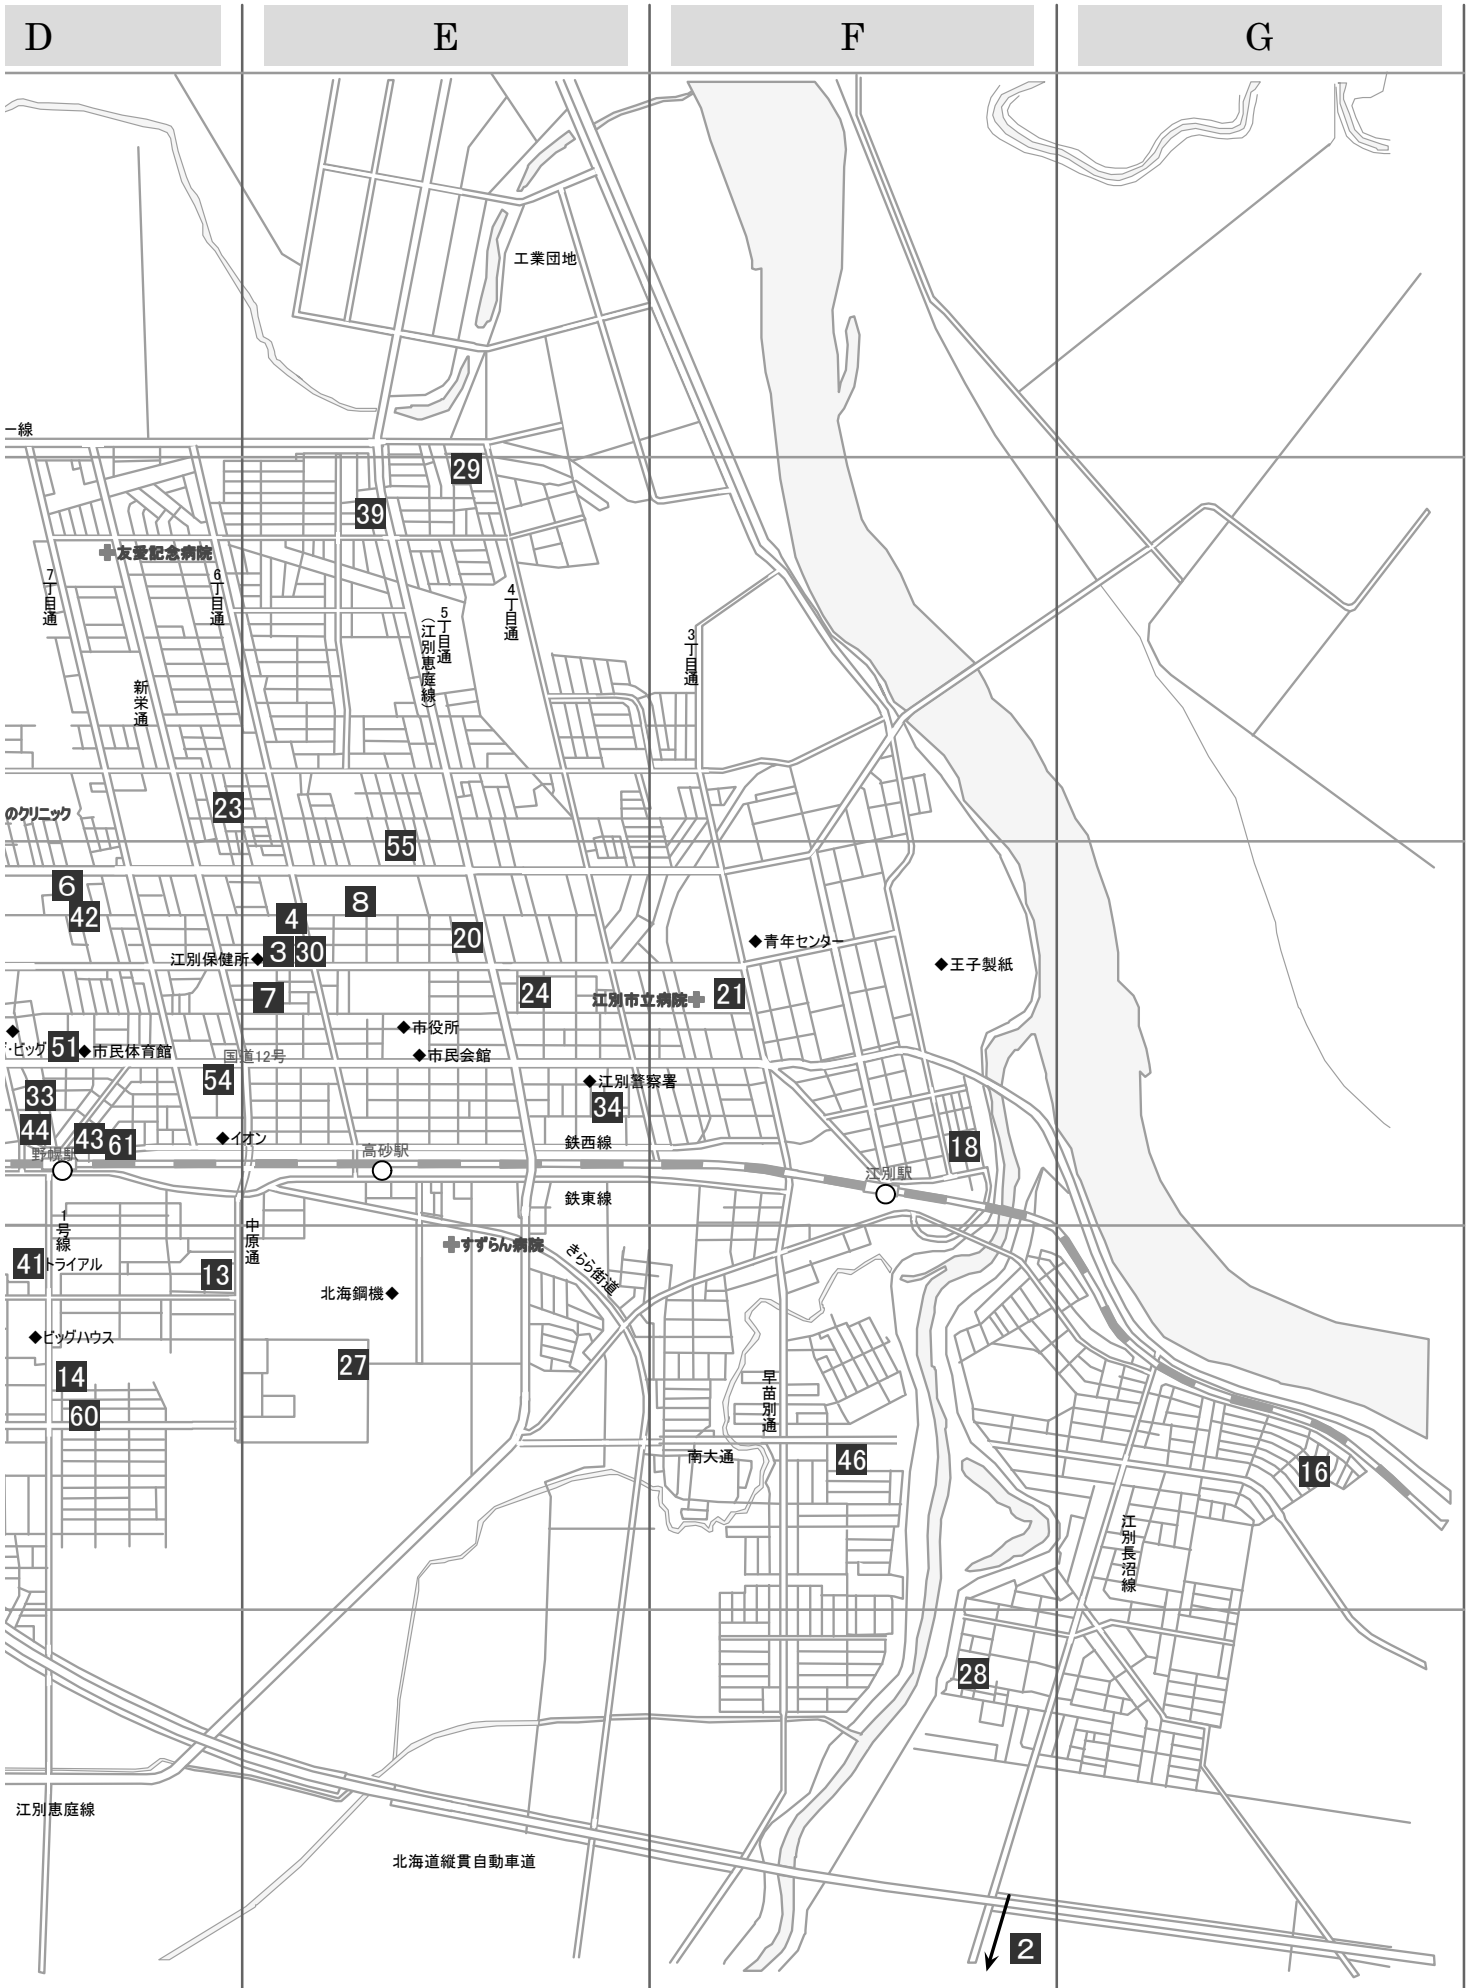 D
E
F
G
工業団地
一線
29
39
友愛記念病院
7丁目通
6丁目通
4丁目通
5丁目通
(江別恵庭線)
3丁目通
新栄通
23
のクリニック
55
6
8
42
4
20
青年センター
江別保健所
3
30
王子製紙
7
24
江別市立病院
21
市役所
ザ・ビッグ
51
市民体育館
国道12号
市民会館
54
江別警察署
33
34
44
43
61
イオン
高砂駅
鉄西線
18
野幌駅
江別駅
鉄東線
1号線
中原通
すずらん病院
きらら街道
41
トライアル
13
北海鋼機
ビッグハウス
14
27
早苗別通
60
南大通
46
16
江別長沼線
28
江別恵庭線
北海道縦貫自動車道
2